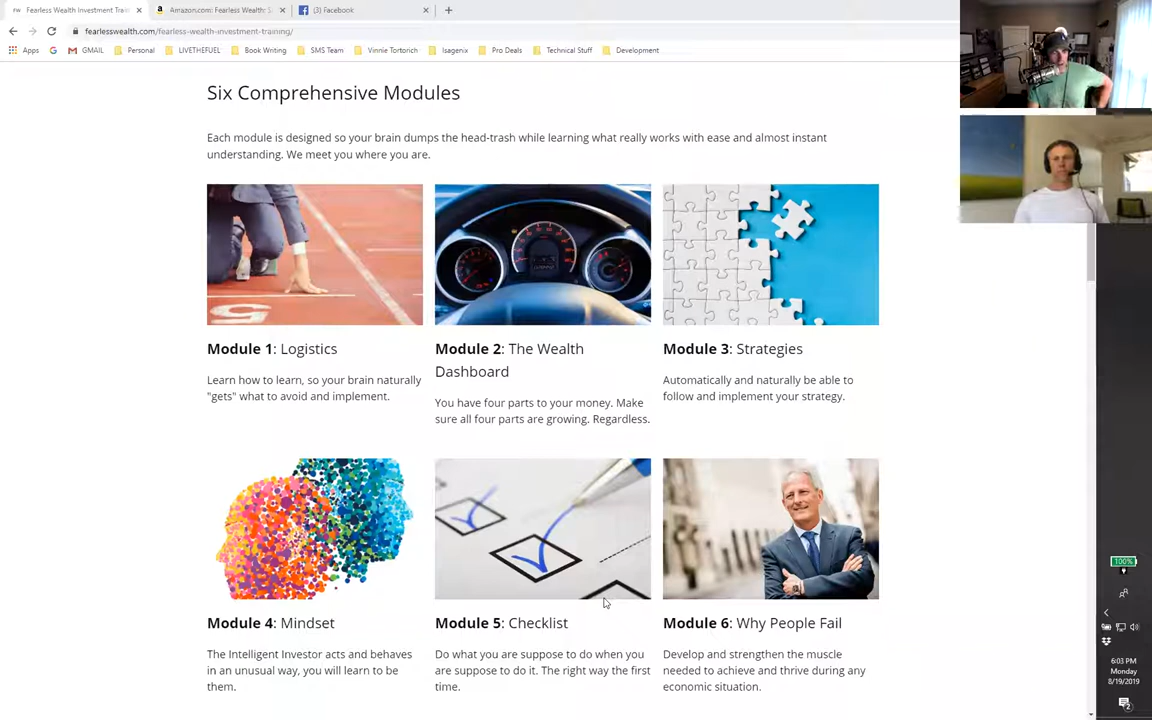 Fearless Wealth Investment Train
Amazon.com: Fearless Wealth: S
(3) Facebook
fearlesswealth.com/fearless-wealth-investment-training/
Apps
GMAIL
Personal
LIVETHEFUEL
Book Writing
SMS Team
Vinnie Tortorich
Isagenix
Pro Deals
Technical Stuff
Development
Six Comprehensive Modules
Each module is designed so your brain dumps the head-trash while learning what really works with ease and almost instant
understanding. We meet you where you are.
5
Module 1: Logistics
Learn how to learn, so your brain naturally
"gets" what to avoid and implement.
Module 2: The Wealth
Dashboard
You have four parts to your money. Make
sure all four parts are growing. Regardless.
Module 3: Strategies
Automatically and naturally be able to
follow and implement your strategy.
Module 4: Mindset
The Intelligent Investor acts and behaves
in an unusual way, you will learn to be
them.
Module 5: Checklist
Do what you are suppose to do when you
are suppose to do it. The right way the first
time.
Module 6: Why People Fail
Develop and strengthen the muscle
needed to achieve and thrive during any
economic situation.
100%
6:03 PM
Monday
8/19/2019
2